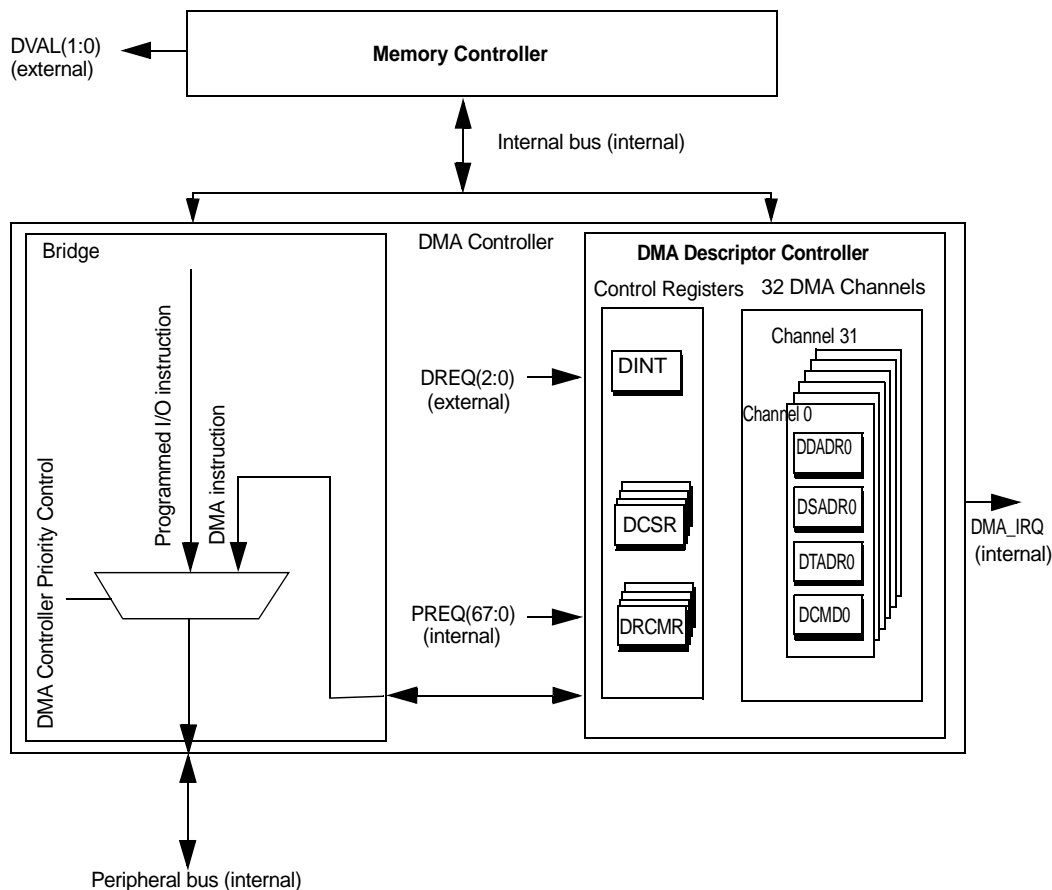 DVAL(1:0)
(external)
Memory Controller
Internal bus (internal)
Bridge
DMA Controller
DMA Descriptor Controller
Control Registers
32 DMA Channels
Programmed I/O instruction
DMA instruction
DMA Controller Priority Control
DREQ(2:0)
(external)
PREQ(67:0)
(internal)
DINT
DCSR
DRCMR
Channel 31
Channel 0
DDADR0
DSADR0
DTADR0
DCMD0
DMA_IRQ
(internal)
Peripheral bus (internal)